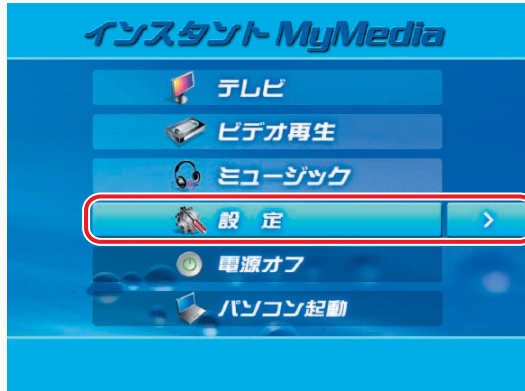 インスタント MyMedia
テレビ
ビデオ再生
ミュージック
設 定
電源オフ
パソコン起動